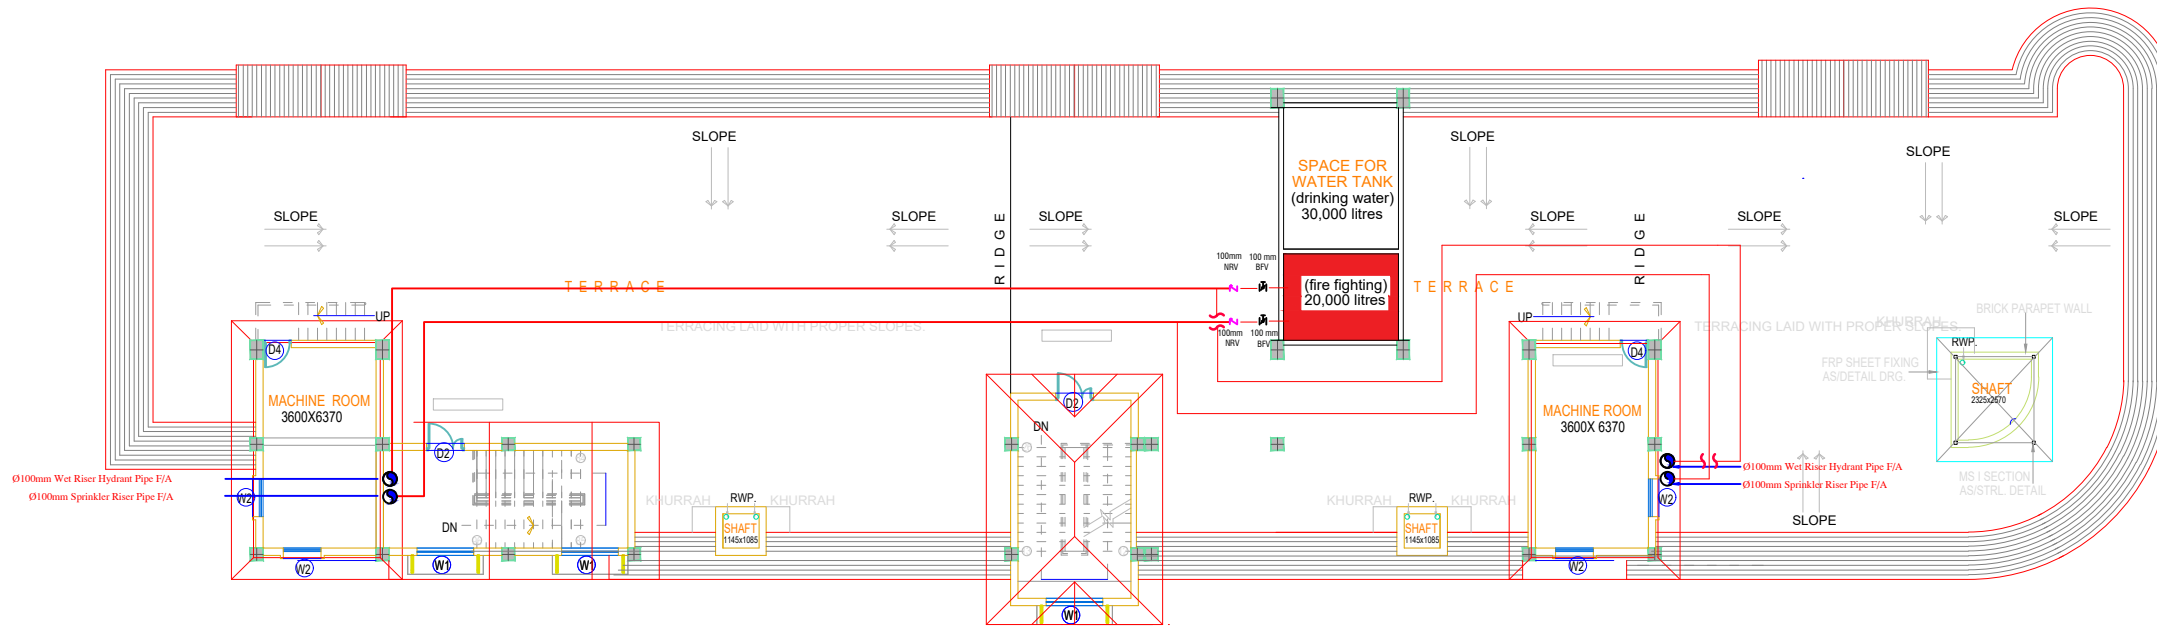 SLOPE
SLOPE
SLOPE
SPACE FOR
WATER TANK
(drinking water)
30,000 litres
SLOPE
SLOPE
SLOPE
SLOPE
SLOPE
SLOPE
RIDGE
RIDGE
100mm
NRV
100 mm
BFV
TERRACE
(fire fighting)
20,000 litres
TERRACE
UP
TERRACING LAID WITH PROPER SLOPES.
100mm
NRV
100 mm
BFV
UP
TERRACING LAID WITH PROPER SLOPES.
KHURRAH
BRICK PARAPET WALL
RWP.
D4
D4
FRP SHEET FIXING
AS/DETAIL DRG.
SHAFT
2325x2570
MACHINE ROOM
3600X6370
D2
MACHINE ROOM
3600X 6370
DN
D2
Ø100mm Wet Riser Hydrant Pipe F/A
Ø100mm Sprinkler Riser Pipe F/A
W2
Ø100mm Wet Riser Hydrant Pipe F/A
Ø100mm Sprinkler Riser Pipe F/A
W2
MS I SECTION
AS/STRL. DETAIL
KHURRAH
RWP.
KHURRAH
KHURRAH
RWP.
KHURRAH
SLOPE
DN
SHAFT
1145x1085
SHAFT
1145x1085
W2
W1
W1
W2
W1